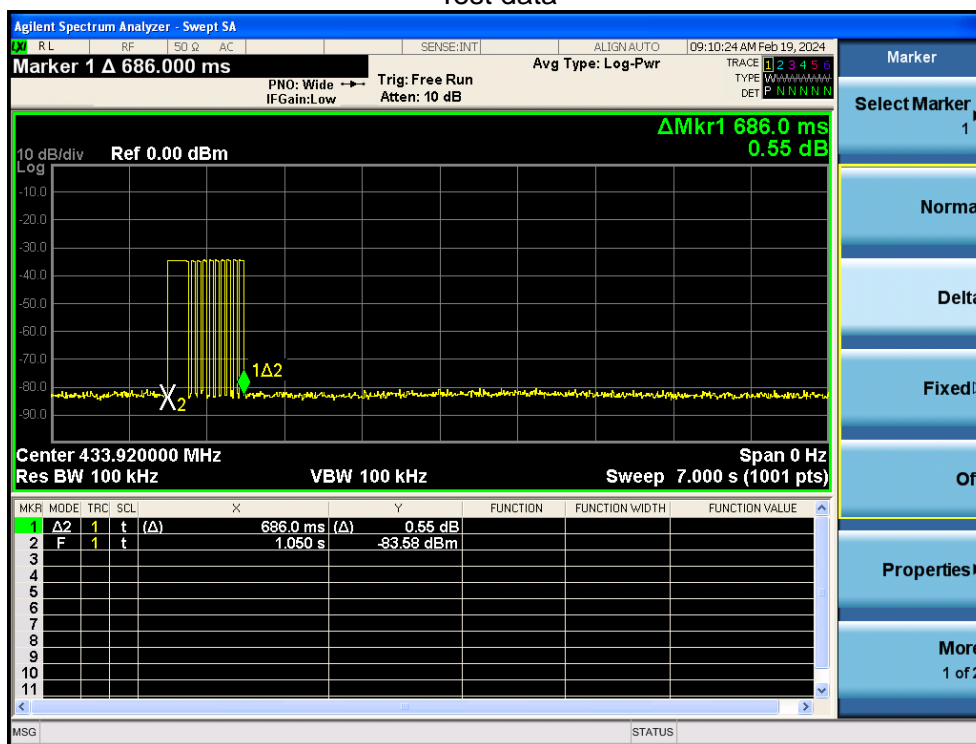 Test data
Agilent Spectrum Analyzer - Swept SA
LXI RL RF 50 Ω AC SENSE:INT ALIGN AUTO 09:10:24 AM Feb 19, 2024
Marker 1 Δ 686.000 ms
PNO: Wide
IFGain:Low
Trig: Free Run
Atten: 10 dB
Avg Type: Log-Pwr
TRACE 1 2 3 4 5 6
TYPE W
DET P N N N N N
ΔMkr1 686.0 ms
0.55 dB
10 dB/div Ref 0.00 dBm
Log
-10.0
-20.0
-30.0
-40.0
-50.0
-60.0
-70.0
-80.0
-90.0
1Δ2
X2
Center 433.920000 MHz Span 0 Hz
Res BW 100 kHz VBW 100 kHz Sweep 7.000 s (1001 pts)
MKR MODE TRC SCL X Y FUNCTION FUNCTION WIDTH FUNCTION VALUE
1 Δ2 1 t (Δ) 686.0 ms (Δ) 0.55 dB
2 F 1 t 1.050 s -83.58 dBm
3
4
5
6
7
8
9
10
11
MSG STATUS
Marker
Select Marker
1
Norma
Delta
Fixed
Of
Properties
More
1 of 2